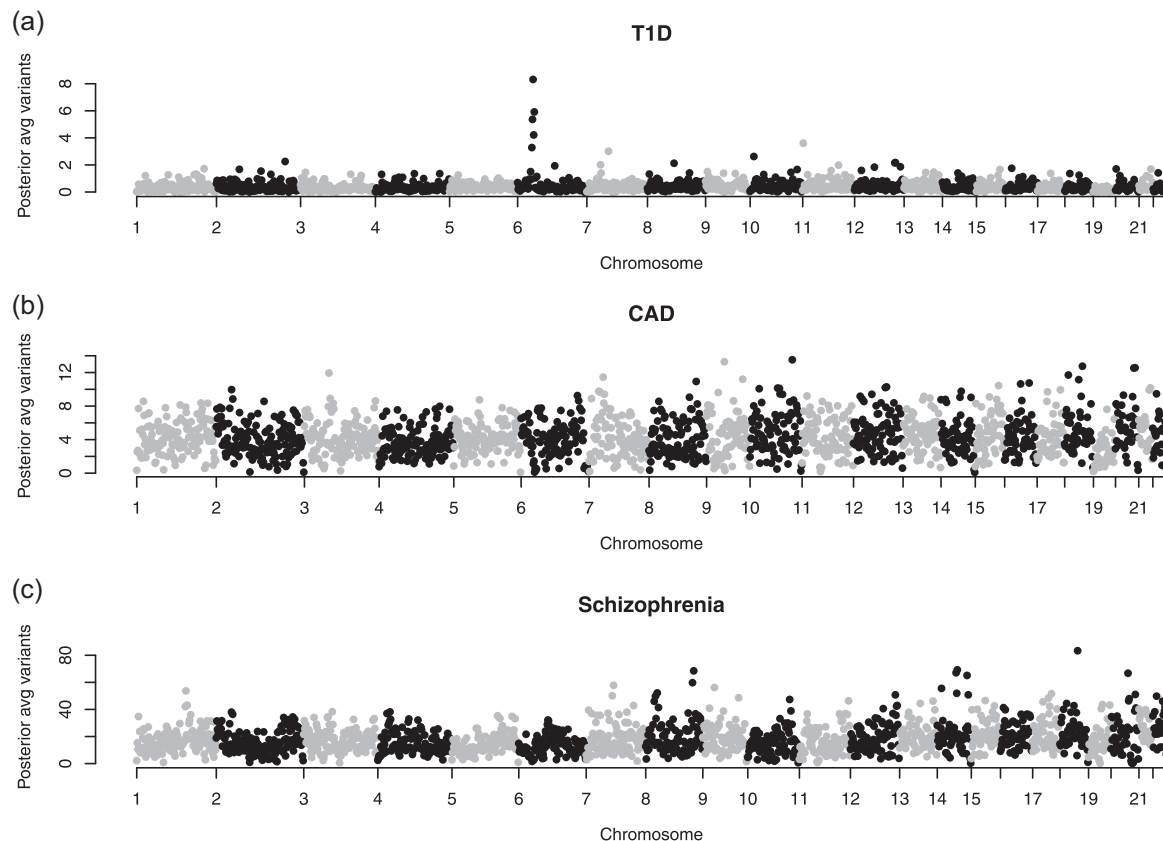 (a)
T1D
Posterior avg variants
0 2 4 6 8
1 2 3 4 5 6 7 8 9 10 11 12 13 14 15 17 19 21
Chromosome
(b)
CAD
Posterior avg variants
0 4 8 12
1 2 3 4 5 6 7 8 9 10 11 12 13 14 15 17 19 21
Chromosome
(c)
Schizophrenia
Posterior avg variants
0 40 80
1 2 3 4 5 6 7 8 9 10 11 12 13 14 15 17 19 21
Chromosome